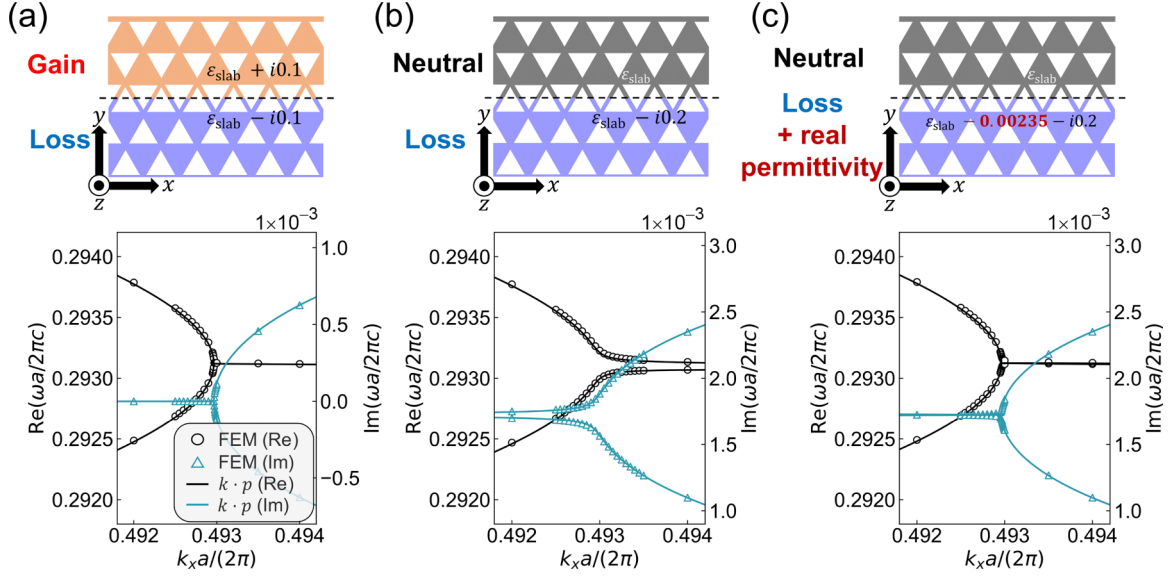 (a)
Gain
ε_slab + i0.1
ε_slab − i0.1
Loss
y
x
z
1×10⁻³
0.2940
0.2935
0.2930
0.2925
0.2920
Re(ωa/2πc)
1.0
0.5
0.0
−0.5
Im(ωa/2πc)
FEM (Re)
FEM (Im)
k · p (Re)
k · p (Im)
0.492 0.493 0.494
kₓa/(2π)
(b)
Neutral
ε_slab
Loss
ε_slab − i0.2
y
x
z
1×10⁻³
0.2940
0.2935
0.2930
0.2925
0.2920
Re(ωa/2πc)
3.0
2.5
2.0
1.5
1.0
Im(ωa/2πc)
0.492 0.493 0.494
kₓa/(2π)
(c)
Neutral
ε_slab
Loss
+ real
permittivity
ε_slab − 0.00235 − i0.2
y
x
z
1×10⁻³
0.2940
0.2935
0.2930
0.2925
0.2920
Re(ωa/2πc)
3.0
2.5
2.0
1.5
1.0
Im(ωa/2πc)
0.492 0.493 0.494
kₓa/(2π)